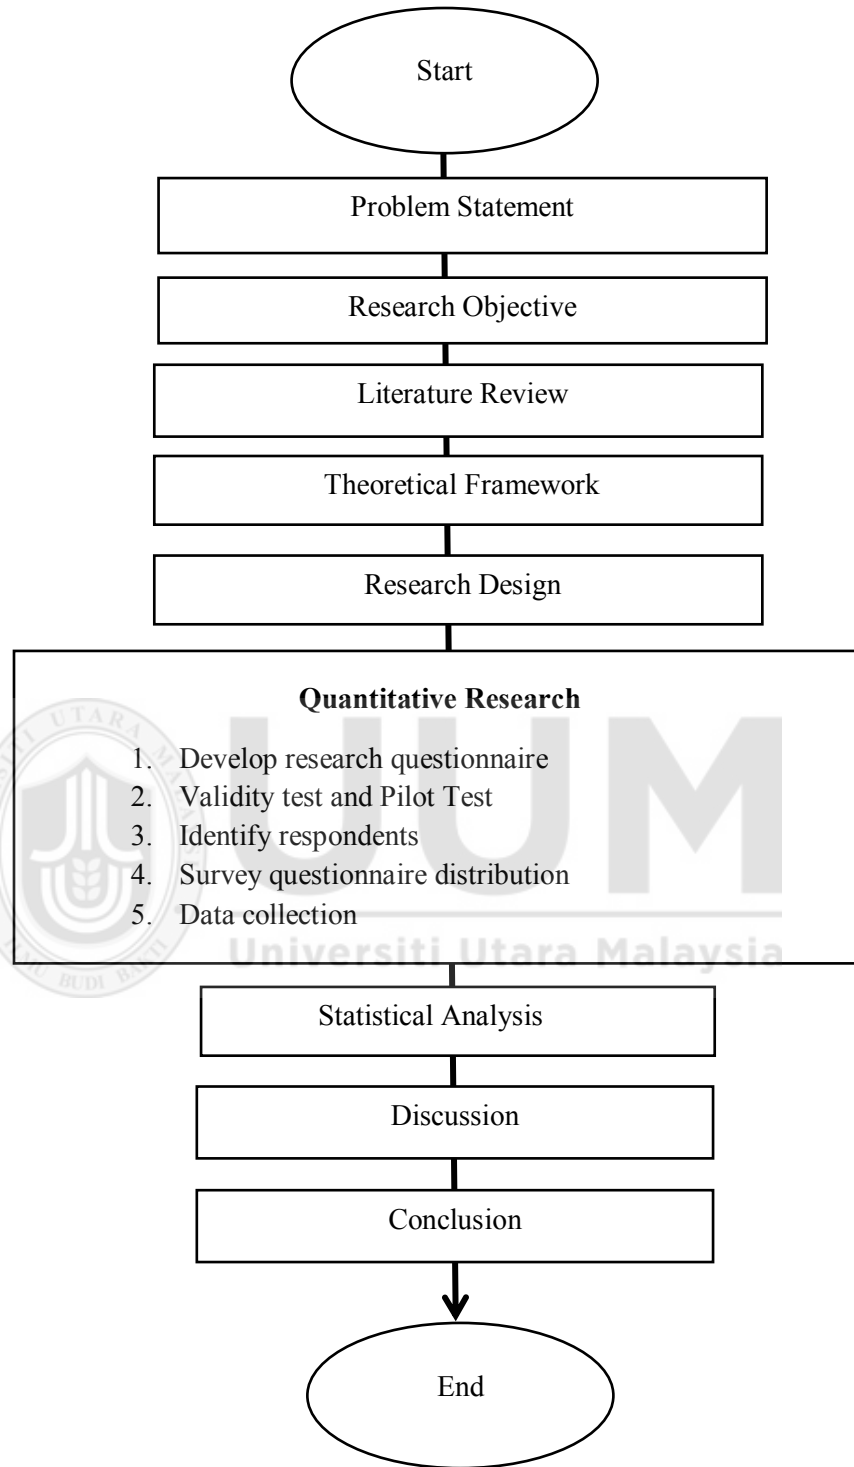 Start
Problem Statement
Research Objective
Literature Review
Theoretical Framework
Research Design
Quantitative Research
1. Develop research questionnaire
2. Validity test and Pilot Test
3. Identify respondents
4. Survey questionnaire distribution
5. Data collection
UUM
Universiti Utara Malaysia
BUDI
Statistical Analysis
Discussion
Conclusion
End